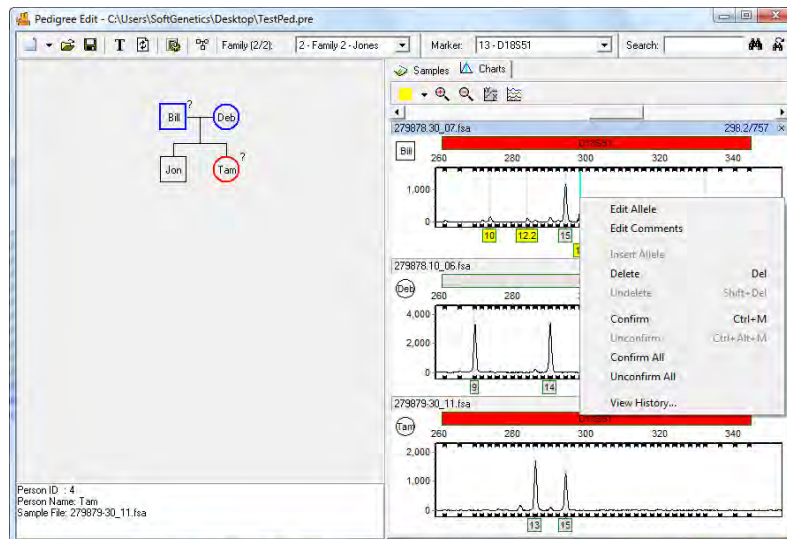 Pedigree Edit - C:\Users\SoftGenetics\Desktop\TestPed.pre
T Family (2/2): 2 - Family 2 - Jones Marker: 13 - D18S51 Search:
Samples Charts
Bill ? Deb
Jon Tam ?
279878.30_07.fsa 298.2/757 ×
D18S51
Bill
260 280 300 320 340
1,000
0
10 12.2 15
279878.10_06.fsa
Deb
260 280
4,000
2,000
0
9 14
279879-30_11.fsa
D18S51
Tam
260 280 300 320 340
2,000
1,000
0
13 15
Edit Allele
Edit Comments
Insert Allele
Delete Del
Undelete Shift+Del
Confirm Ctrl+M
Unconfirm Ctrl+Alt+M
Confirm All
Unconfirm All
View History...
Person ID : 4
Person Name: Tam
Sample File: 279879-30_11.fsa